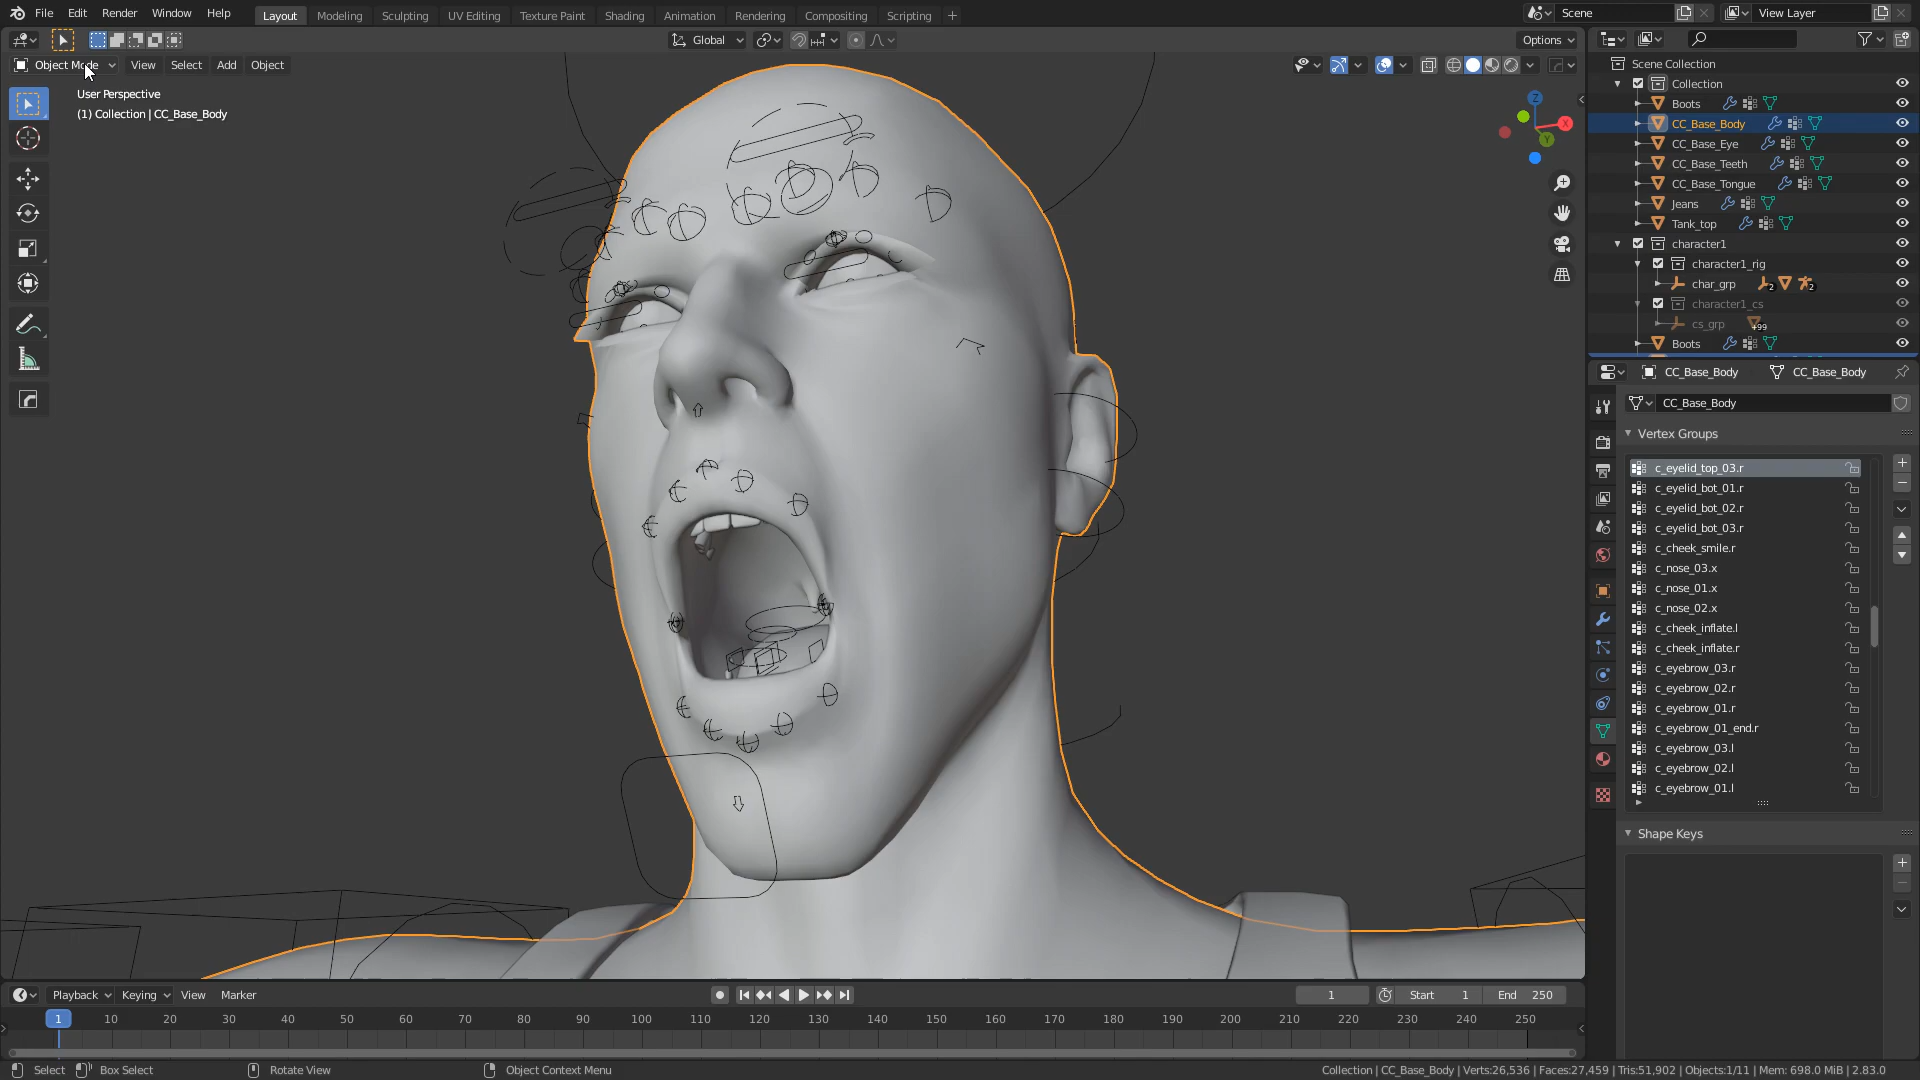 File Edit Render Window Help Layout Modeling Sculpting UV Editing Texture Paint Shading Animation Rendering Compositing Scripting + Scene View Layer
Global Options
Object Mode View Select Add Object
User Perspective
(1) Collection | CC_Base_Body
Z
X
Y
Scene Collection
Collection
Boots
CC_Base_Body
CC_Base_Eye
CC_Base_Teeth
CC_Base_Tongue
Jeans
Tank_top
character1
character1_rig
char_grp 2 2
character1_cs
cs_grp +99
Boots
CC_Base_Body CC_Base_Body
CC_Base_Body
Vertex Groups
c_eyelid_top_03.r
c_eyelid_bot_01.r
c_eyelid_bot_02.r
c_eyelid_bot_03.r
c_cheek_smile.r
c_nose_03.x
c_nose_01.x
c_nose_02.x
c_cheek_inflate.l
c_cheek_inflate.r
c_eyebrow_03.r
c_eyebrow_02.r
c_eyebrow_01.r
c_eyebrow_01_end.r
c_eyebrow_03.l
c_eyebrow_02.l
c_eyebrow_01.l
Shape Keys
Playback Keying View Marker 1 Start 1 End 250
1 10 20 30 40 50 60 70 80 90 100 110 120 130 140 150 160 170 180 190 200 210 220 230 240 250
Select Box Select Rotate View Object Context Menu Collection | CC_Base_Body | Verts:26,536 | Faces:27,459 | Tris:51,902 | Objects:1/11 | Mem: 698.0 MiB | 2.83.0